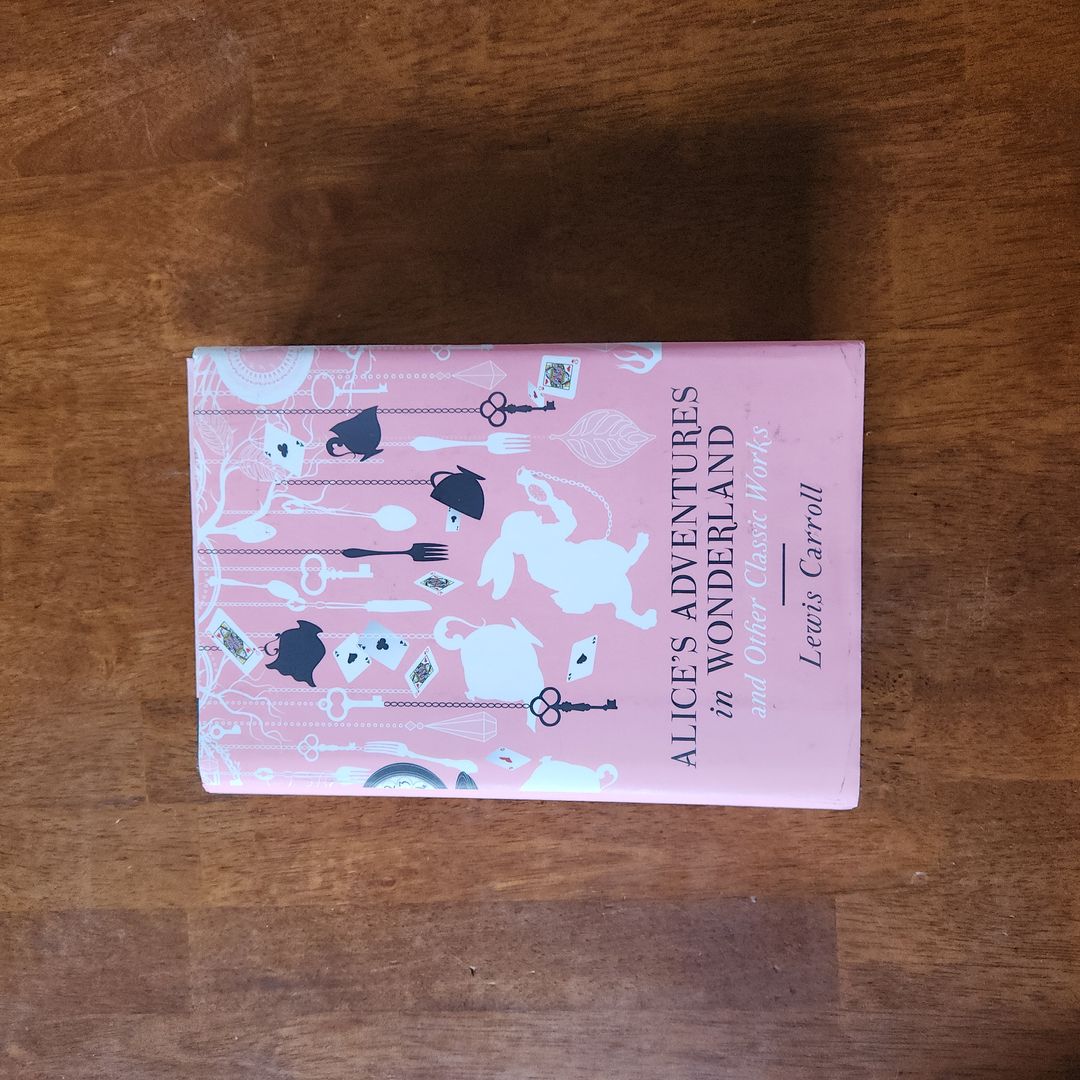 ALICE'S ADVENTURES
in WONDERLAND
and Other Classic Works
Lewis Carroll